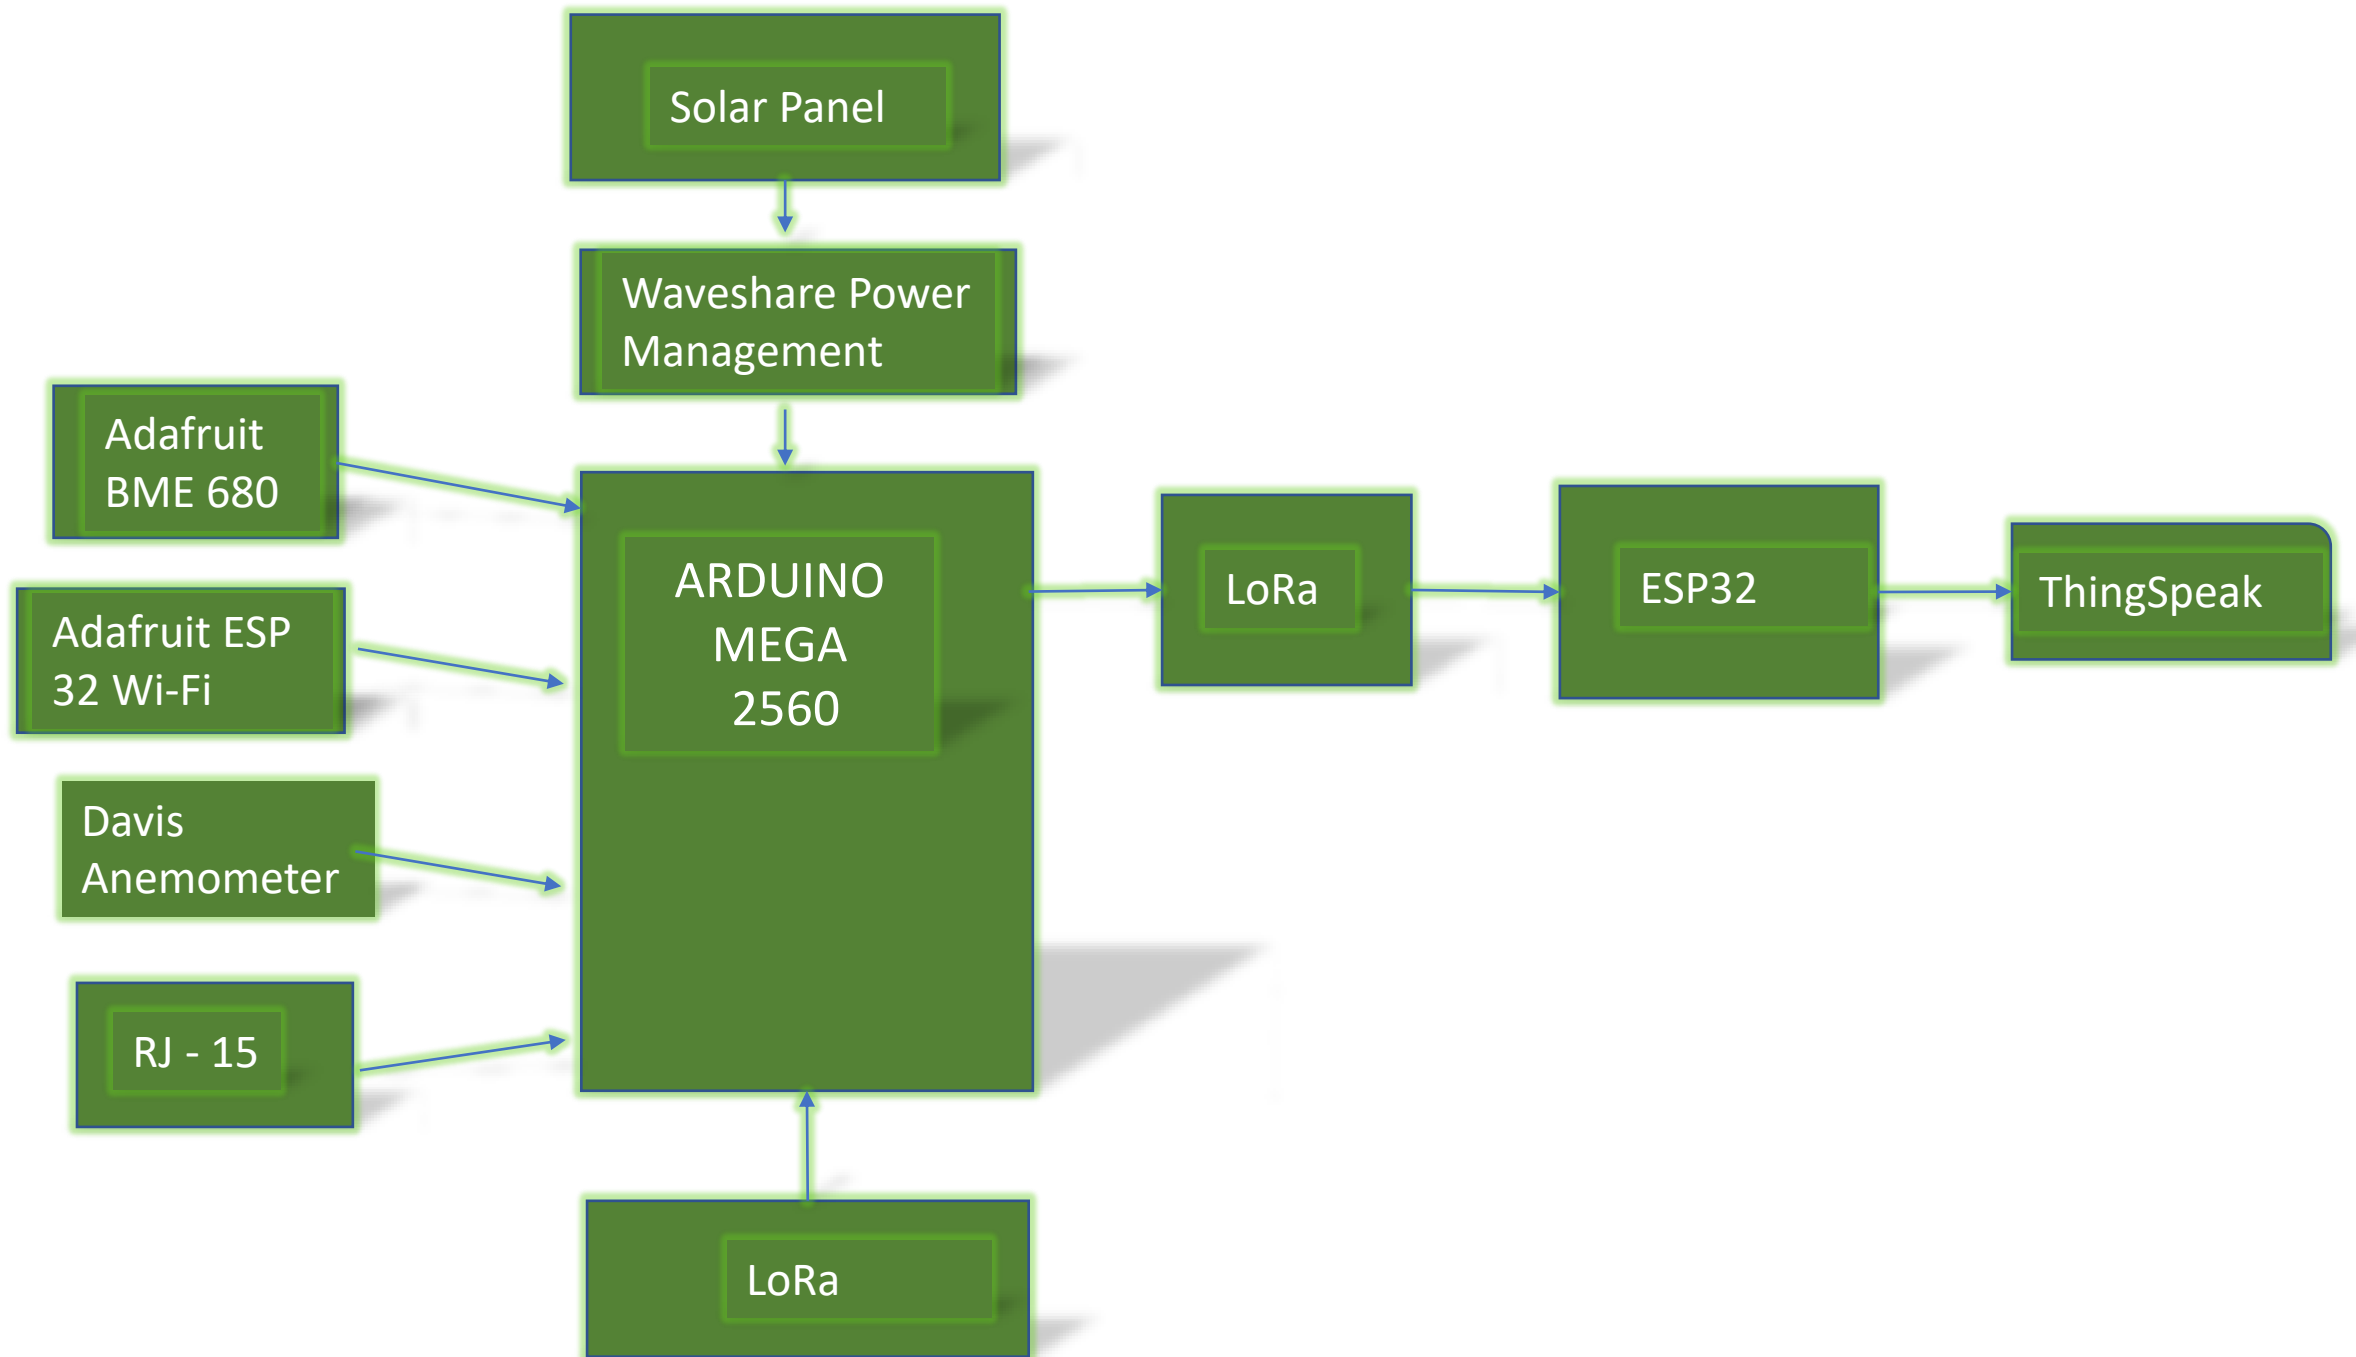 Solar Panel
Waveshare Power
Management
Adafruit
BME 680
Adafruit ESP
32 Wi-Fi
Davis
Anemometer
RJ - 15
ARDUINO
MEGA
2560
LoRa
ESP32
ThingSpeak
LoRa